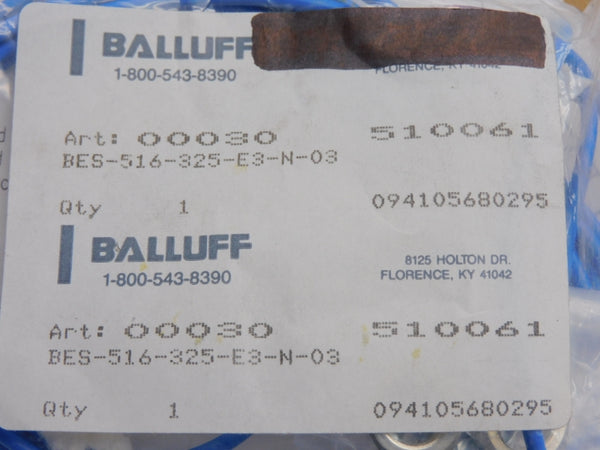 BALLUFF
1-800-543-8390
FLORENCE, KY 41042
Art: 00030 510061
BES-516-325-E3-N-03
Qty 1 094105680295
BALLUFF
1-800-543-8390
8125 HOLTON DR.
FLORENCE, KY 41042
Art: 00030 510061
BES-516-325-E3-N-03
Qty 1 094105680295